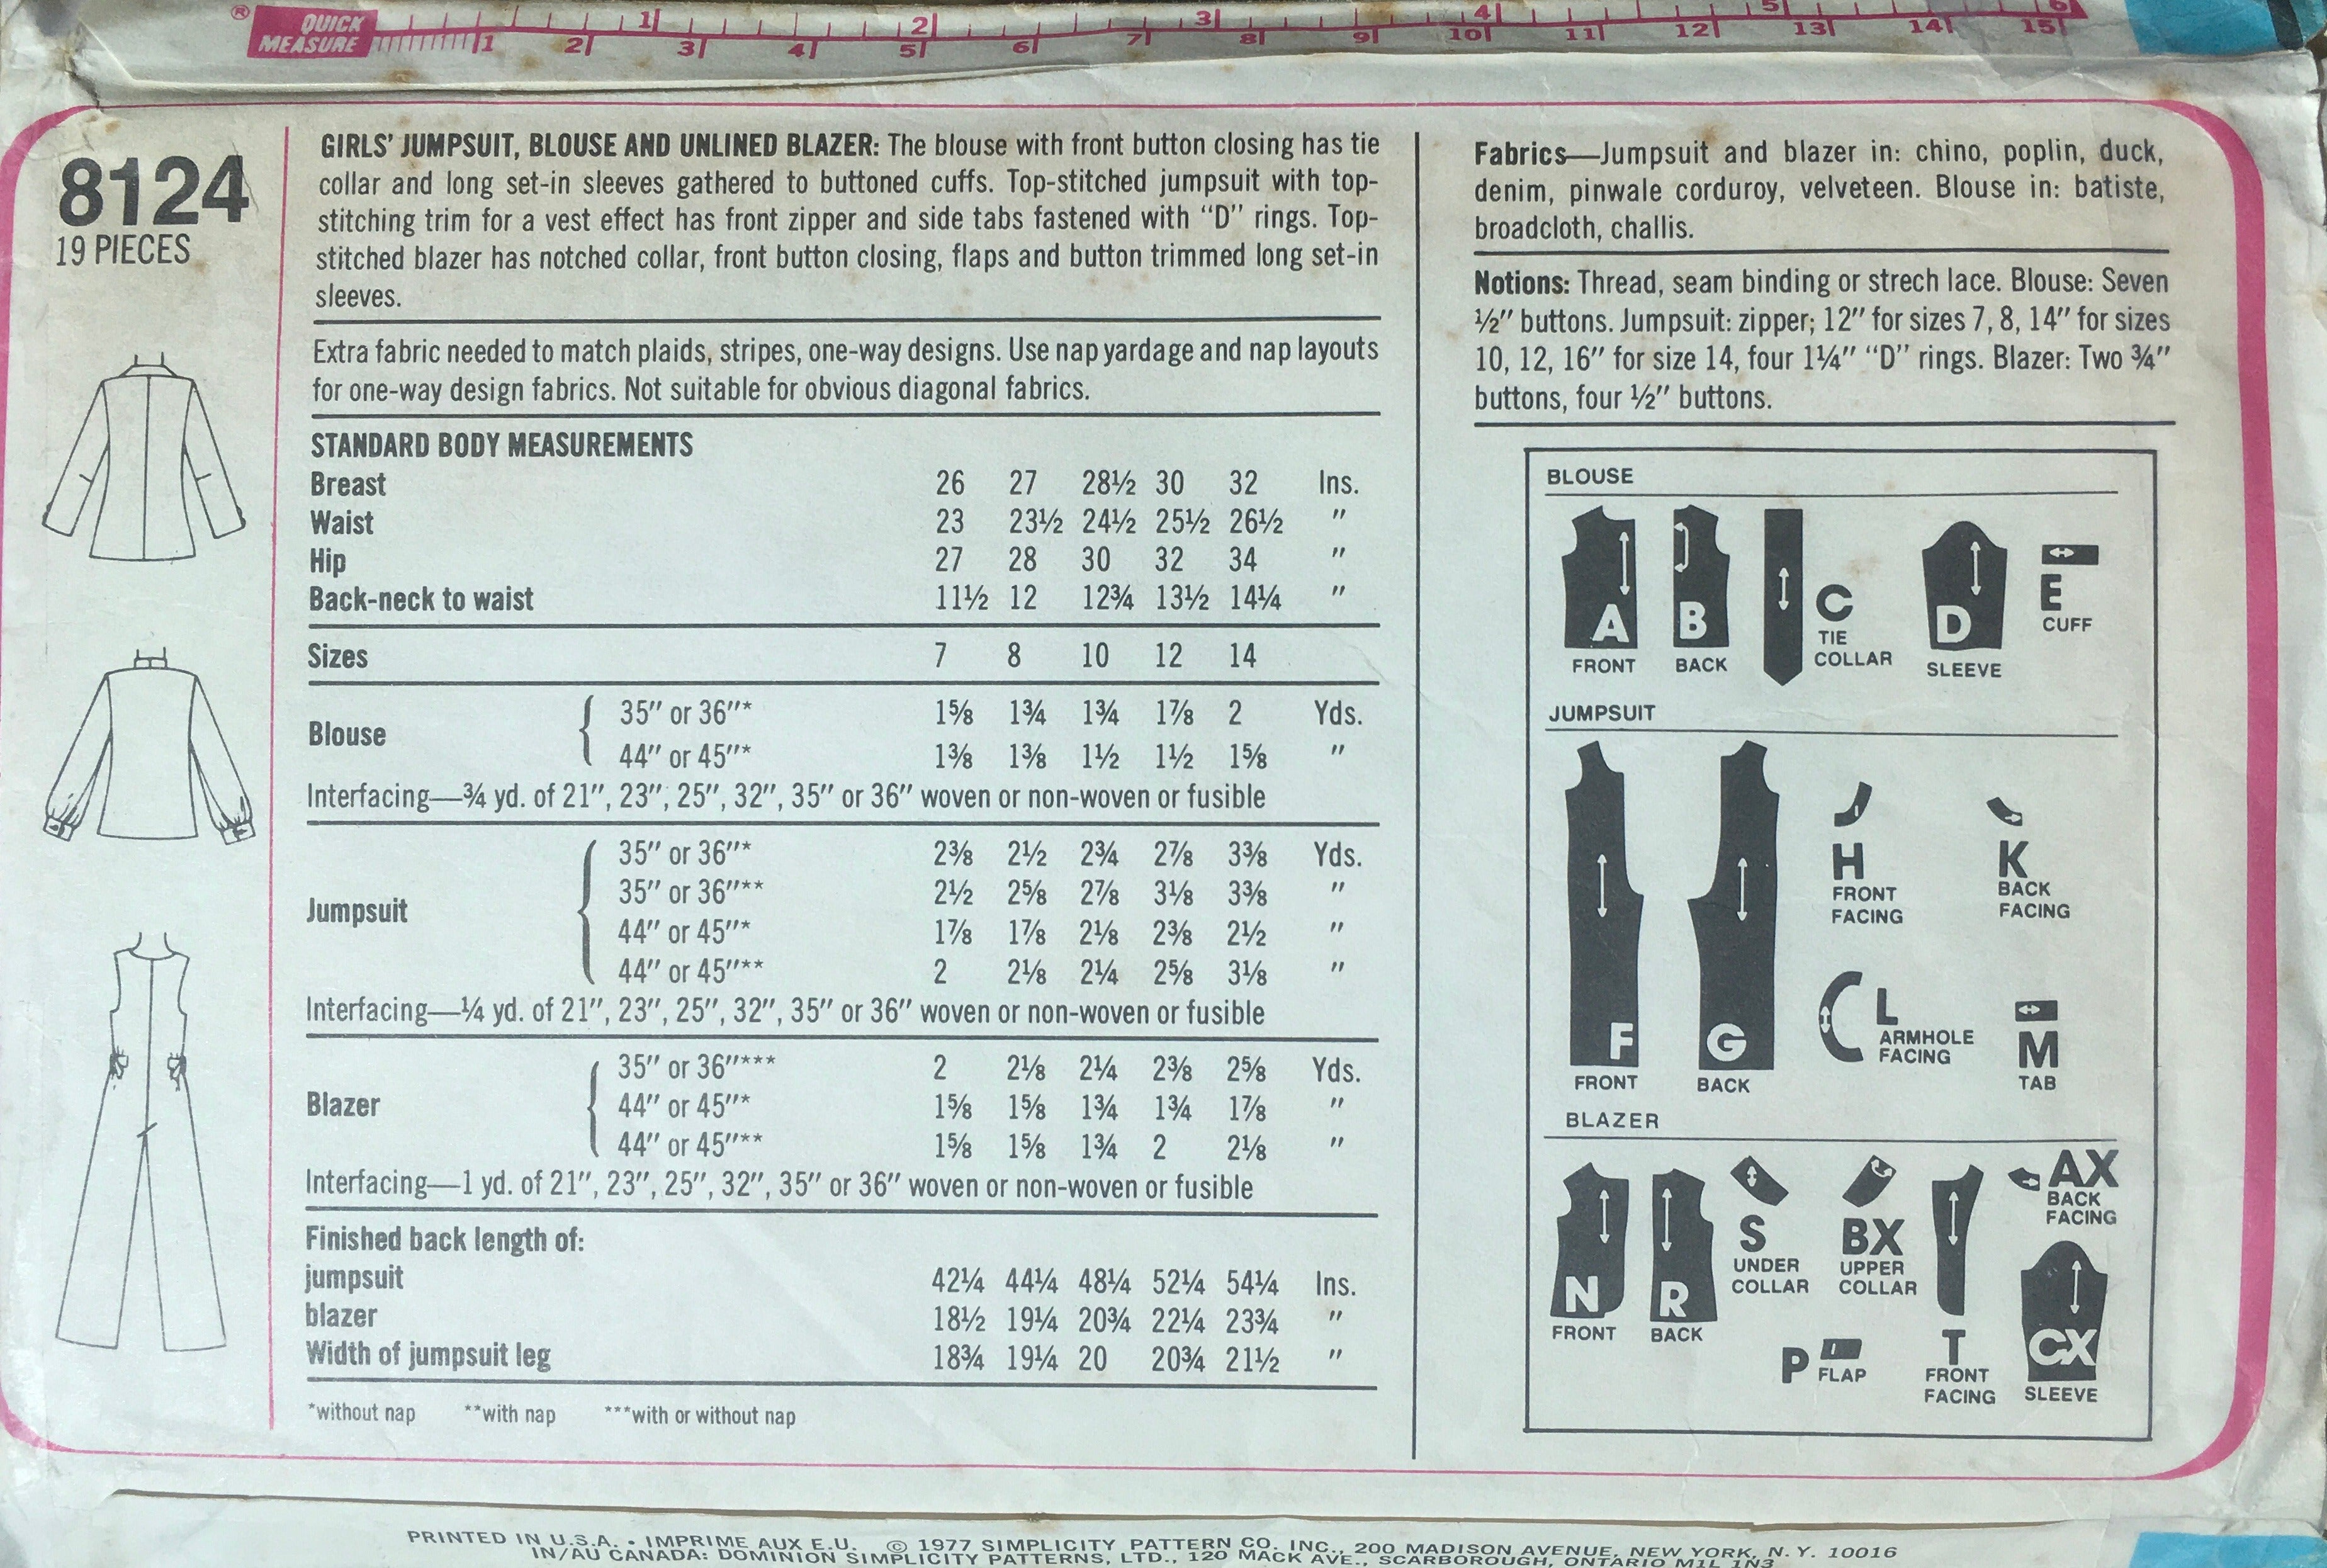 ® QUICK MEASURE
1 2 3 4 5 6
1 2 3 4 5 6 7 8 9 10 11 12 13 14 15
8124
19 PIECES
GIRLS' JUMPSUIT, BLOUSE AND UNLINED BLAZER: The blouse with front button closing has tie
collar and long set-in sleeves gathered to buttoned cuffs. Top-stitched jumpsuit with top-
stitching trim for a vest effect has front zipper and side tabs fastened with "D" rings. Top-
stitched blazer has notched collar, front button closing, flaps and button trimmed long set-in
sleeves.
Extra fabric needed to match plaids, stripes, one-way designs. Use nap yardage and nap layouts
for one-way design fabrics. Not suitable for obvious diagonal fabrics.
STANDARD BODY MEASUREMENTS
Breast 26 27 28½ 30 32 Ins.
Waist 23 23½ 24½ 25½ 26½ "
Hip 27 28 30 32 34 "
Back-neck to waist 11½ 12 12¾ 13½ 14¼ "
Sizes 7 8 10 12 14
Blouse
35" or 36"* 1⅝ 1¾ 1¾ 1⅞ 2 Yds.
44" or 45"* 1⅜ 1⅜ 1½ 1½ 1⅝ "
Interfacing—¾ yd. of 21", 23", 25", 32", 35" or 36" woven or non-woven or fusible
Jumpsuit
35" or 36"* 2⅜ 2½ 2¾ 2⅞ 3⅜ Yds.
35" or 36"** 2½ 2⅝ 2⅞ 3⅛ 3⅜ "
44" or 45"* 1⅞ 1⅞ 2⅛ 2⅜ 2½ "
44" or 45"** 2 2⅛ 2¼ 2⅝ 3⅛ "
Interfacing—¼ yd. of 21", 23", 25", 32", 35" or 36" woven or non-woven or fusible
Blazer
35" or 36"*** 2 2⅛ 2¼ 2⅜ 2⅝ Yds.
44" or 45"* 1⅝ 1⅝ 1¾ 1¾ 1⅞ "
44" or 45"** 1⅝ 1⅝ 1¾ 2 2⅛ "
Interfacing—1 yd. of 21", 23", 25", 32", 35" or 36" woven or non-woven or fusible
Finished back length of:
jumpsuit 42¼ 44¼ 48¼ 52¼ 54¼ Ins.
blazer 18½ 19¼ 20¾ 22¼ 23¾ "
Width of jumpsuit leg 18¾ 19¼ 20 20¾ 21½ "
*without nap **with nap ***with or without nap
Fabrics—Jumpsuit and blazer in: chino, poplin, duck,
denim, pinwale corduroy, velveteen. Blouse in: batiste,
broadcloth, challis.
Notions: Thread, seam binding or strech lace. Blouse: Seven
½" buttons. Jumpsuit: zipper; 12" for sizes 7, 8, 14" for sizes
10, 12, 16" for size 14, four 1¼" "D" rings. Blazer: Two ¾"
buttons, four ½" buttons.
BLOUSE
A FRONT
B BACK
C TIE COLLAR
D SLEEVE
E CUFF
JUMPSUIT
F FRONT
G BACK
H FRONT FACING
K BACK FACING
L ARMHOLE FACING
M TAB
BLAZER
N FRONT
R BACK
S UNDER COLLAR
BX UPPER COLLAR
P FLAP
T FRONT FACING
AX BACK FACING
CX SLEEVE
PRINTED IN U.S.A. • IMPRIME AUX E.U. © 1977 SIMPLICITY PATTERN CO. INC., 200 MADISON AVENUE, NEW YORK, N. Y. 10016
IN/AU CANADA: DOMINION SIMPLICITY PATTERNS, LTD., 120 MACK AVE., SCARBOROUGH, ONTARIO M1L 1N3